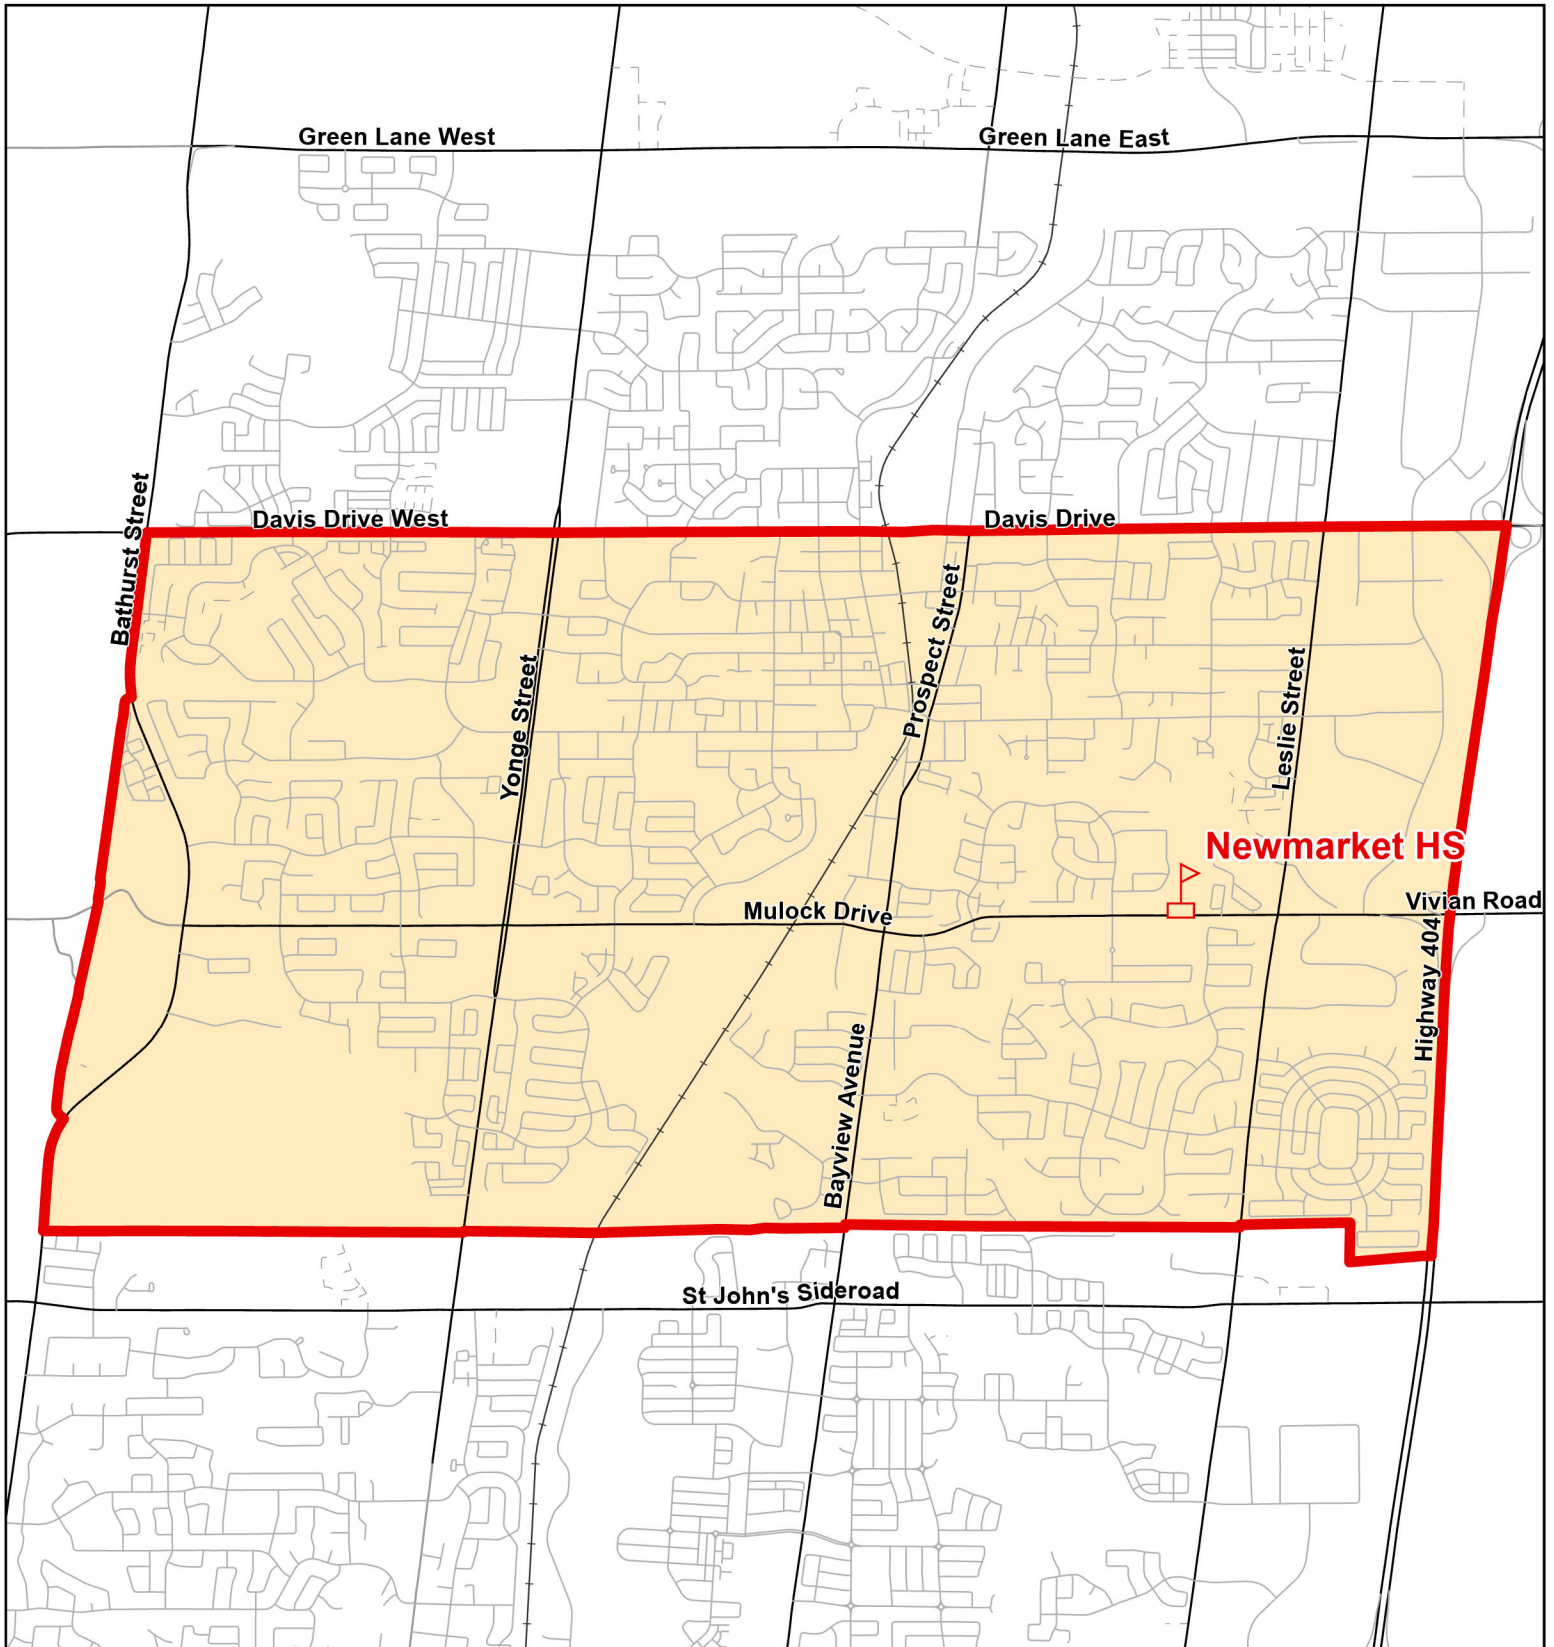 Green Lane West
Green Lane East
Bathurst Street
Davis Drive West
Davis Drive
Prospect Street
Yonge Street
Leslie Street
Newmarket HS
Vivian Road
Mulock Drive
Highway 404
Bayview Avenue
St John's Sideroad